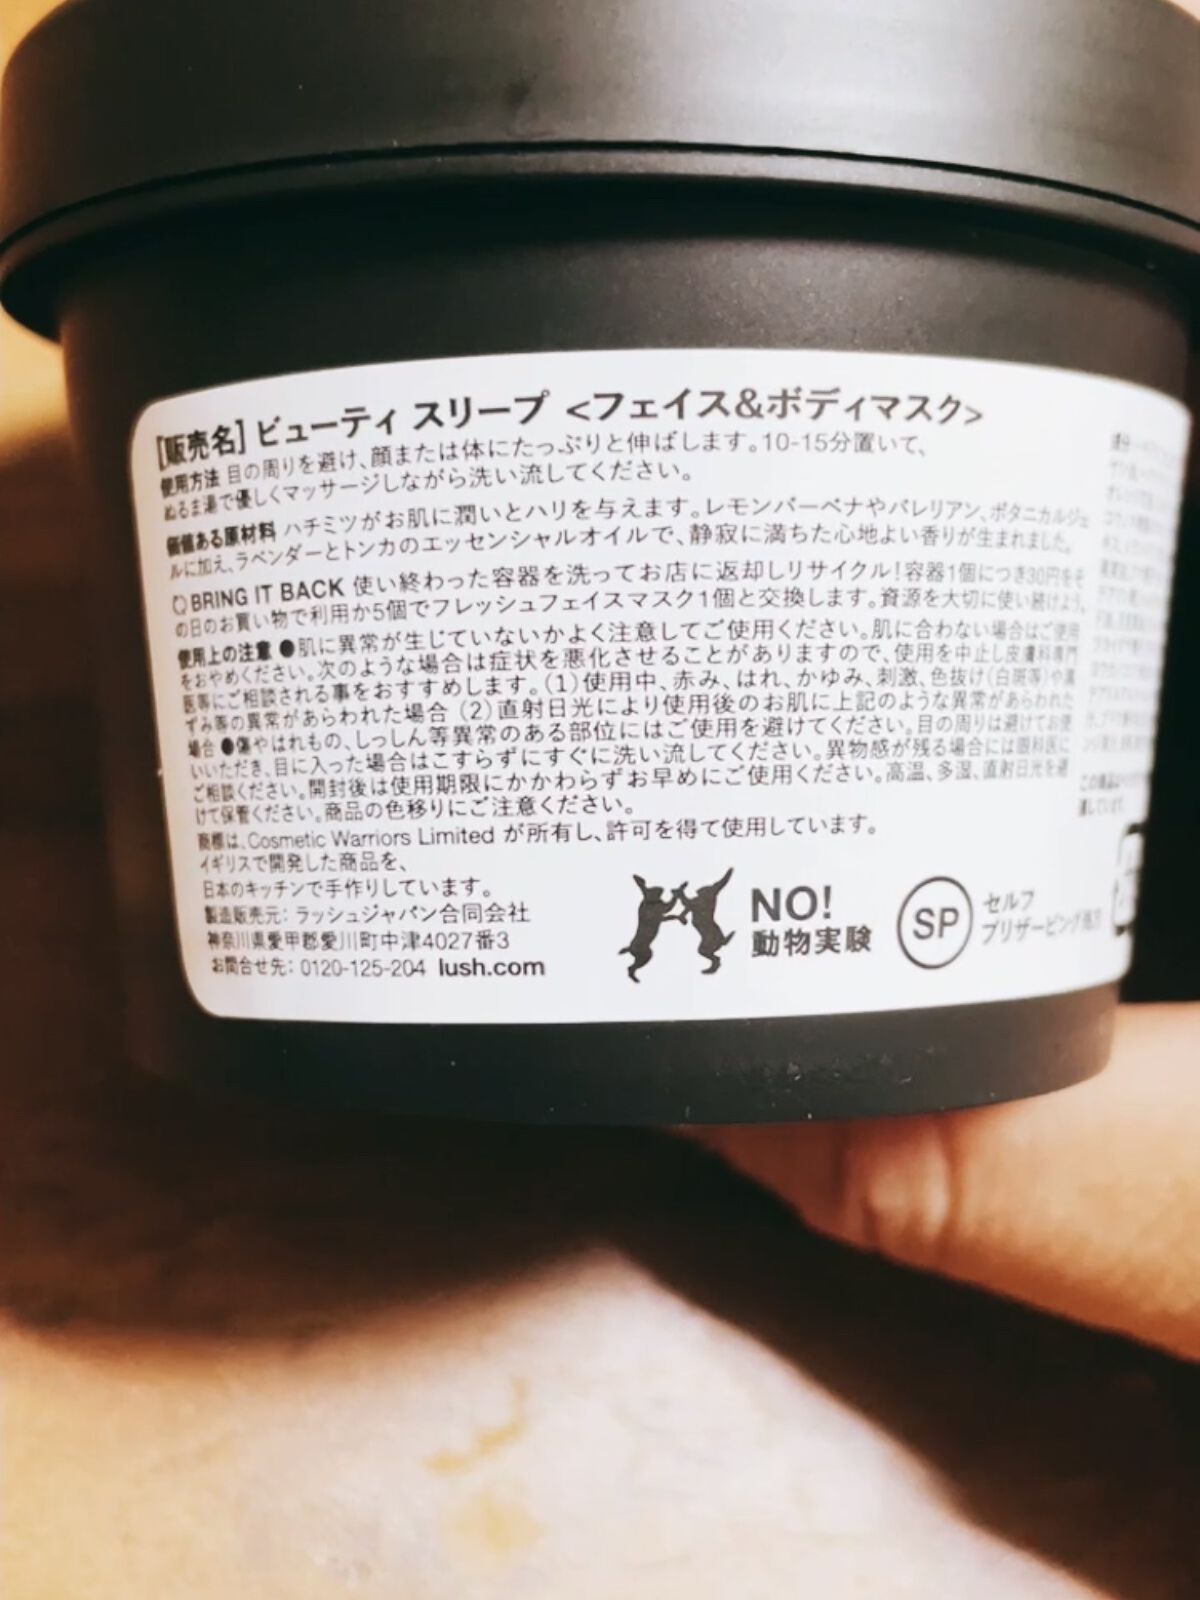 [販売名] ビューティ スリープ <フェイス&ボディマスク>
使用方法 目の周りを避け、顔または体にたっぷりと伸ばします。10-15分置いて、
ぬるま湯で優しくマッサージしながら洗い流してください。
価値ある原材料 ハチミツがお肌に潤いとハリを与えます。レモンバーベナやバレリアン、ボタニカルジェ
ルに加え、ラベンダーとトンカのエッセンシャルオイルで、静寂に満ちた心地よい香りが生まれました。
BRING IT BACK 使い終わった容器を洗ってお店に返却しリサイクル!容器1個につき30円をそ
の日のお買い物で利用か5個でフレッシュフェイスマスク1個と交換します。資源を大切に使い続けよう。
使用上の注意 ●肌に異常が生じていないかよく注意してご使用ください。肌に合わない場合はご使用
をおやめください。次のような場合は症状を悪化させることがありますので、使用を中止し皮膚科専門
医等にご相談される事をおすすめします。(1)使用中、赤み、はれ、かゆみ、刺激、色抜け(白斑等)や黒
ずみ等の異常があらわれた場合 (2)直射日光により使用後のお肌に上記のような異常があらわれた
場合 ●傷やはれもの、しっしん等異常のある部位にはご使用を避けてください。目の周りは避けてお使
いいただき、目に入った場合はこすらずにすぐに洗い流してください。異物感が残る場合には眼科医に
ご相談ください。開封後は使用期限にかかわらずお早めにご使用ください。高温、多湿、直射日光を避
けて保管ください。商品の色移りにご注意ください。
商標は、Cosmetic Warriors Limited が所有し、許可を得て使用しています。
イギリスで開発した商品を、
日本のキッチンで手作りしています。
製造販売元: ラッシュジャパン合同会社
神奈川県愛甲郡愛川町中津4027番3
お問合せ先: 0120-125-204 lush.com
NO!
動物実験
SP
セルフ
プリザービング処方